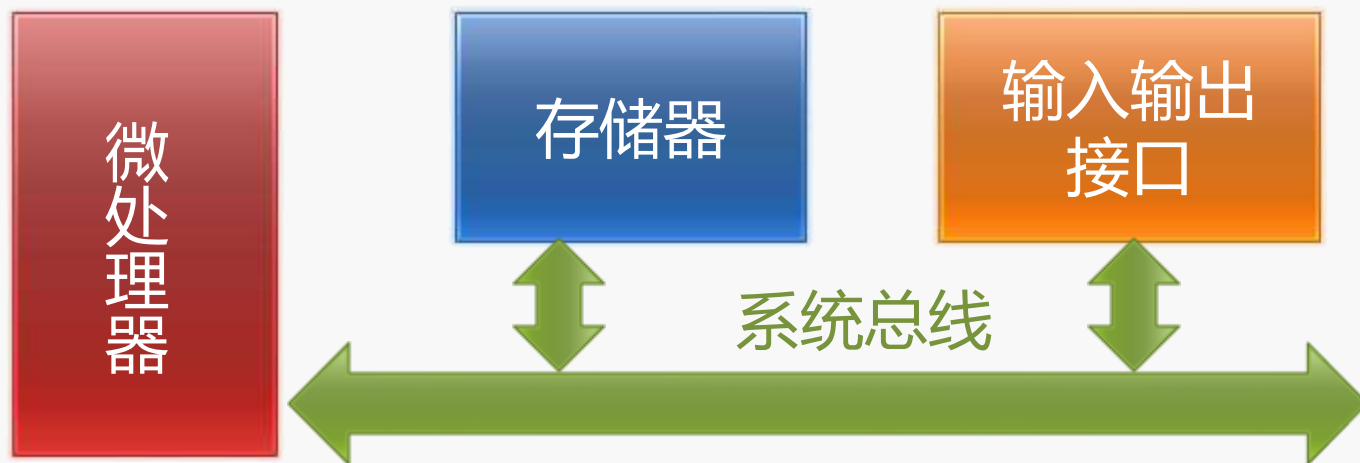 微处理器
存储器
输入输出
接口
系统总线